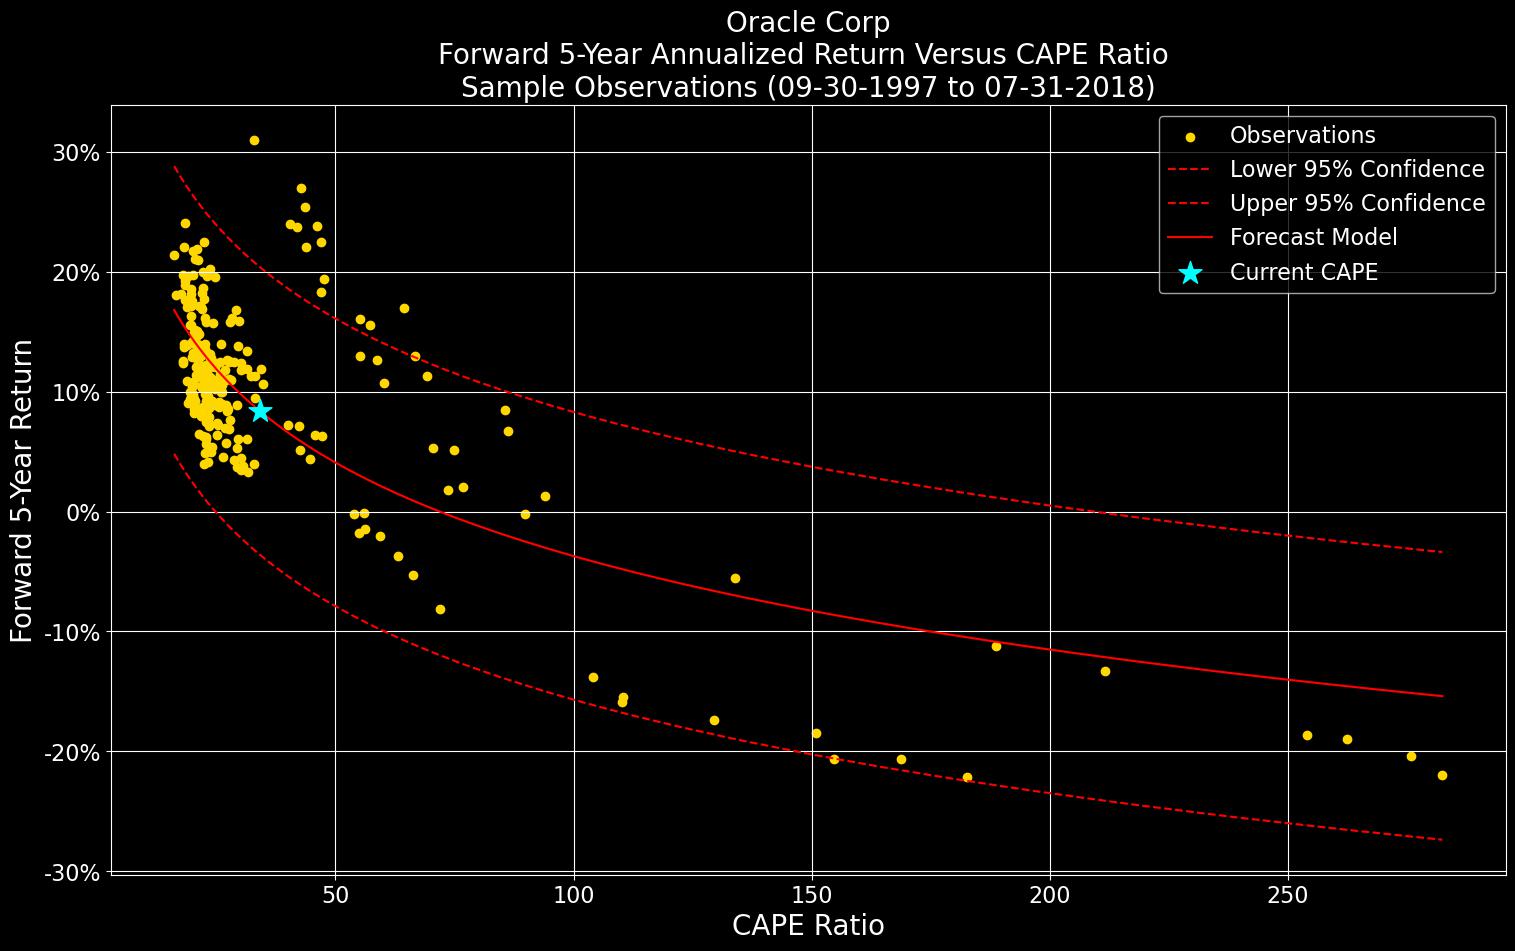 Oracle Corp
Forward 5-Year Annualized Return Versus CAPE Ratio
Sample Observations (09-30-1997 to 07-31-2018)
Observations
Lower 95% Confidence
Upper 95% Confidence
Forecast Model
Current CAPE
Forward 5-Year Return
30%
20%
10%
0%
-10%
-20%
-30%
50 100 150 200 250
CAPE Ratio